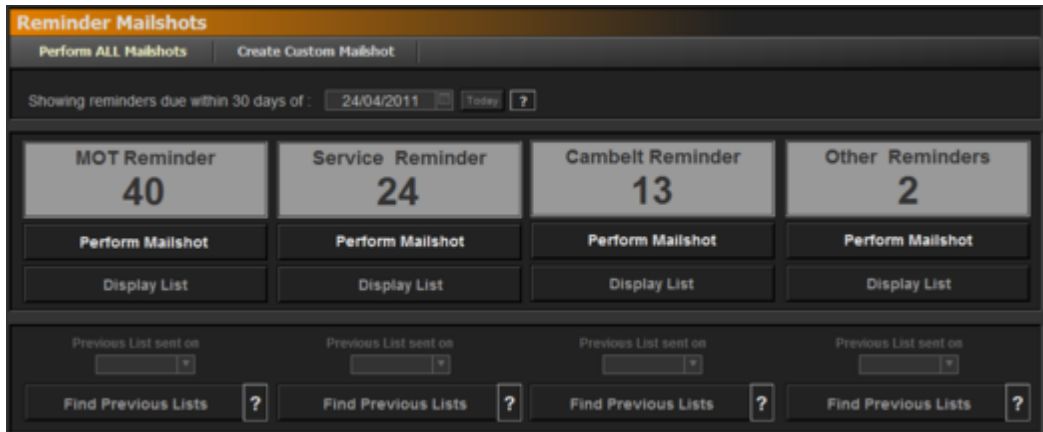 Reminder Mailshots
Perform ALL Mailshots Create Custom Mailshot
Showing reminders due within 30 days of : 24/04/2011 Today ?
MOT Reminder Service Reminder Cambelt Reminder Other Reminders
40 24 13 2
Perform Mailshot Perform Mailshot Perform Mailshot Perform Mailshot
Display List Display List Display List Display List
Previous List sent on Previous List sent on Previous List sent on Previous List sent on
Find Previous Lists ? Find Previous Lists ? Find Previous Lists ? Find Previous Lists ?